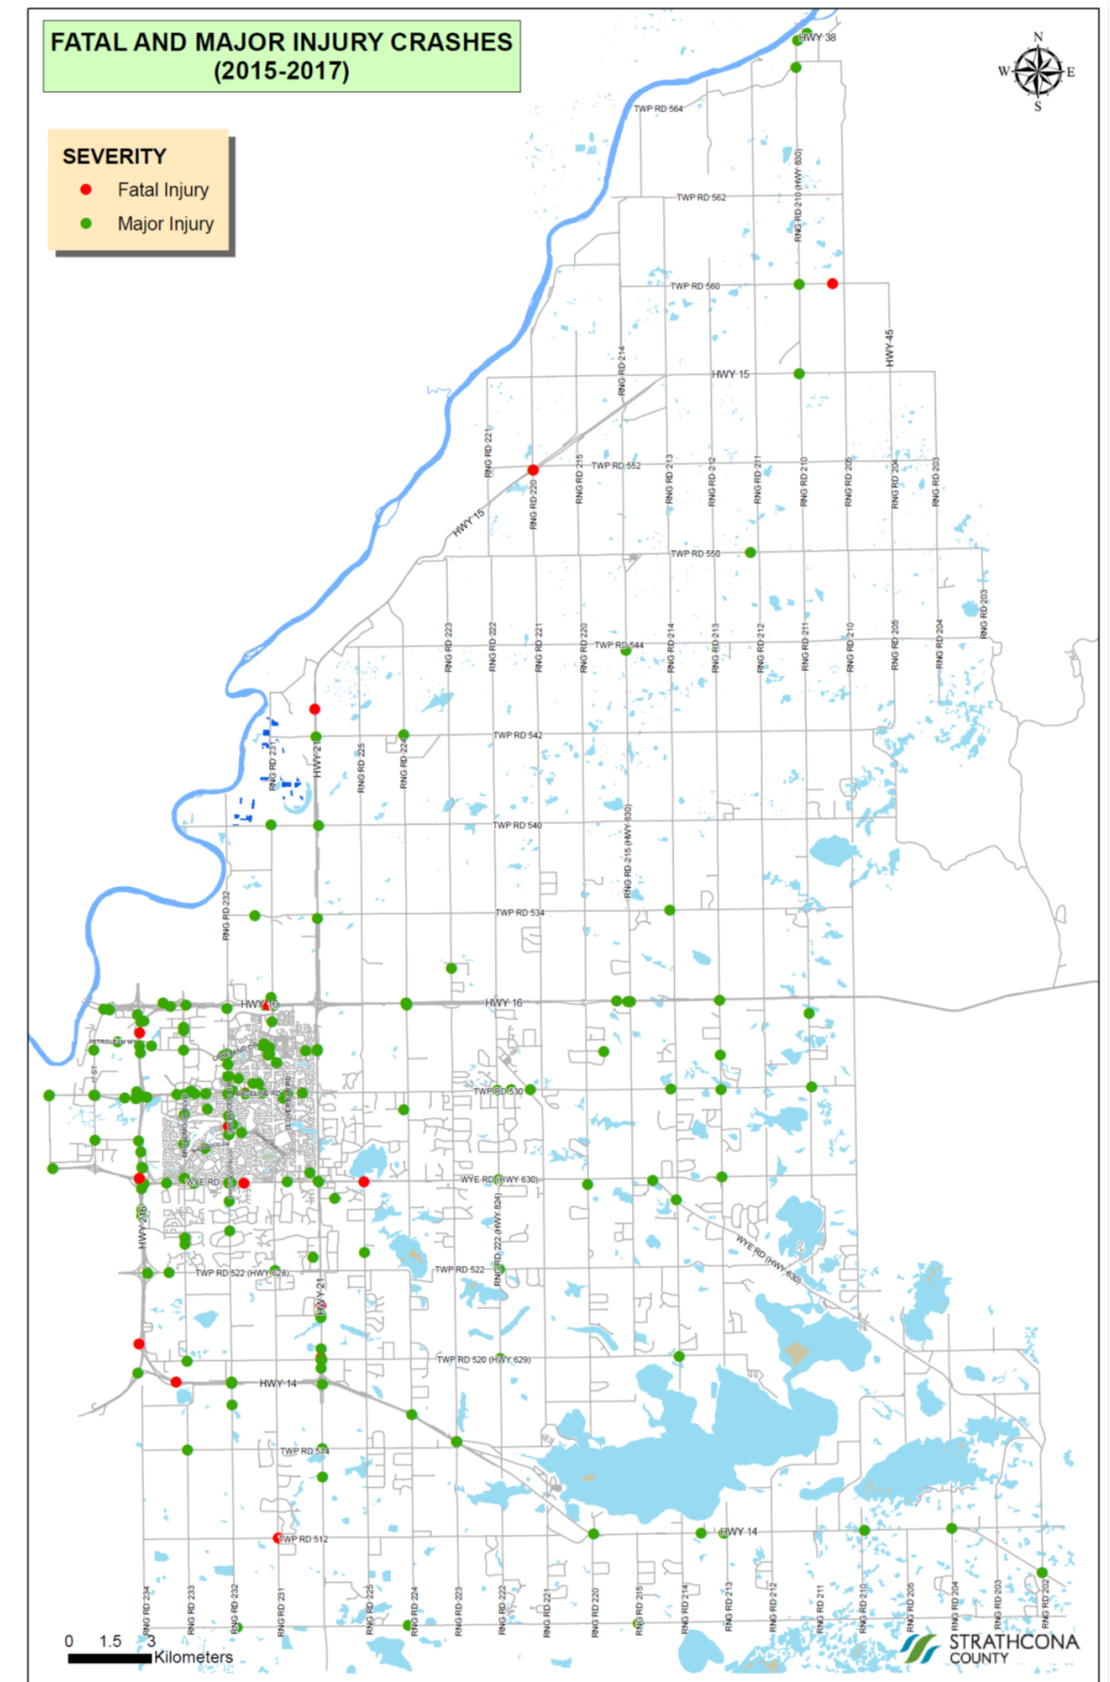 FATAL AND MAJOR INJURY CRASHES
(2015-2017)
N
W
E
S
SEVERITY
Fatal Injury
Major Injury
HWY 38
TWP RD 564
RNG RD 210 (HWY 830)
TWP RD 562
TWP RD 560
HWY 45
RNG RD 214
HWY 15
RNG RD 221
RNG RD 220
RNG RD 215
TWP RD 552
RNG RD 213
RNG RD 212
RNG RD 211
RNG RD 210
RNG RD 205
RNG RD 204
RNG RD 203
HWY 15
TWP RD 550
RNG RD 203
RNG RD 223
RNG RD 222
RNG RD 221
RNG RD 220
TWP RD 544
RNG RD 214
RNG RD 213
RNG RD 212
RNG RD 211
RNG RD 210
RNG RD 205
RNG RD 204
RNG RD 231
HWY 21
RNG RD 225
RNG RD 224
TWP RD 542
TWP RD 540
RNG RD 215 (HWY 830)
RNG RD 232
TWP RD 534
HWY 16
HWY 16
TWP RD 530
WYE RD
WYE RD (HWY 630)
HWY 216
RNG RD 222 (HWY 824)
WYE RD (HWY 630)
TWP RD 522 (HWY 628)
TWP RD 522
HWY 21
TWP RD 520 (HWY 629)
HWY 14
TWP RD 514
TWP RD 512
HWY 14
RNG RD 234
RNG RD 233
RNG RD 232
RNG RD 231
RNG RD 225
RNG RD 224
RNG RD 223
RNG RD 222
RNG RD 221
RNG RD 220
RNG RD 215
RNG RD 214
RNG RD 213
RNG RD 212
RNG RD 211
RNG RD 210
RNG RD 205
RNG RD 204
RNG RD 203
RNG RD 202
0 1.5 3
Kilometers
STRATHCONA
COUNTY